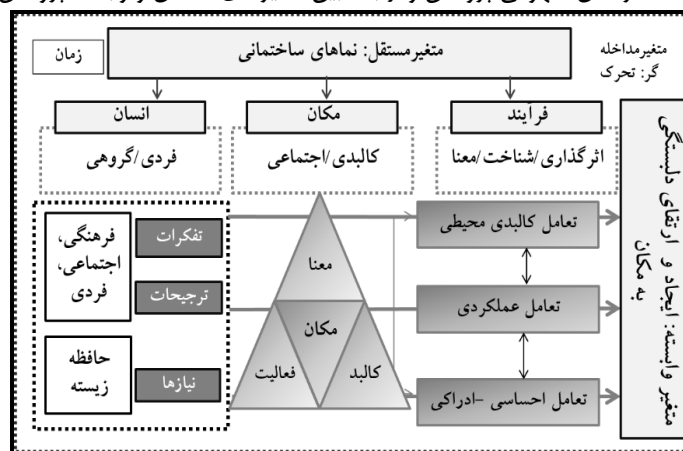 متغیرمداخله
گر: تحرک
متغیرمستقل: نماهای ساختمانی
زمان
فرآیند
مکان
انسان
اثرگذاری/شناخت/معنا
کالبدی/اجتماعی
فردی/گروهی
تعامل کالبدی محیطی
تعامل عملکردی
تعامل احساسی -ادراکی
معنا
مکان
کالبد
فعالیت
تفکرات
ترجیحات
نیازها
فرهنگی،
اجتماعی،
فردی
حافظه
زیسته
متغیر وابسته: ایجاد و ارتقای دلبستگی
به مکان